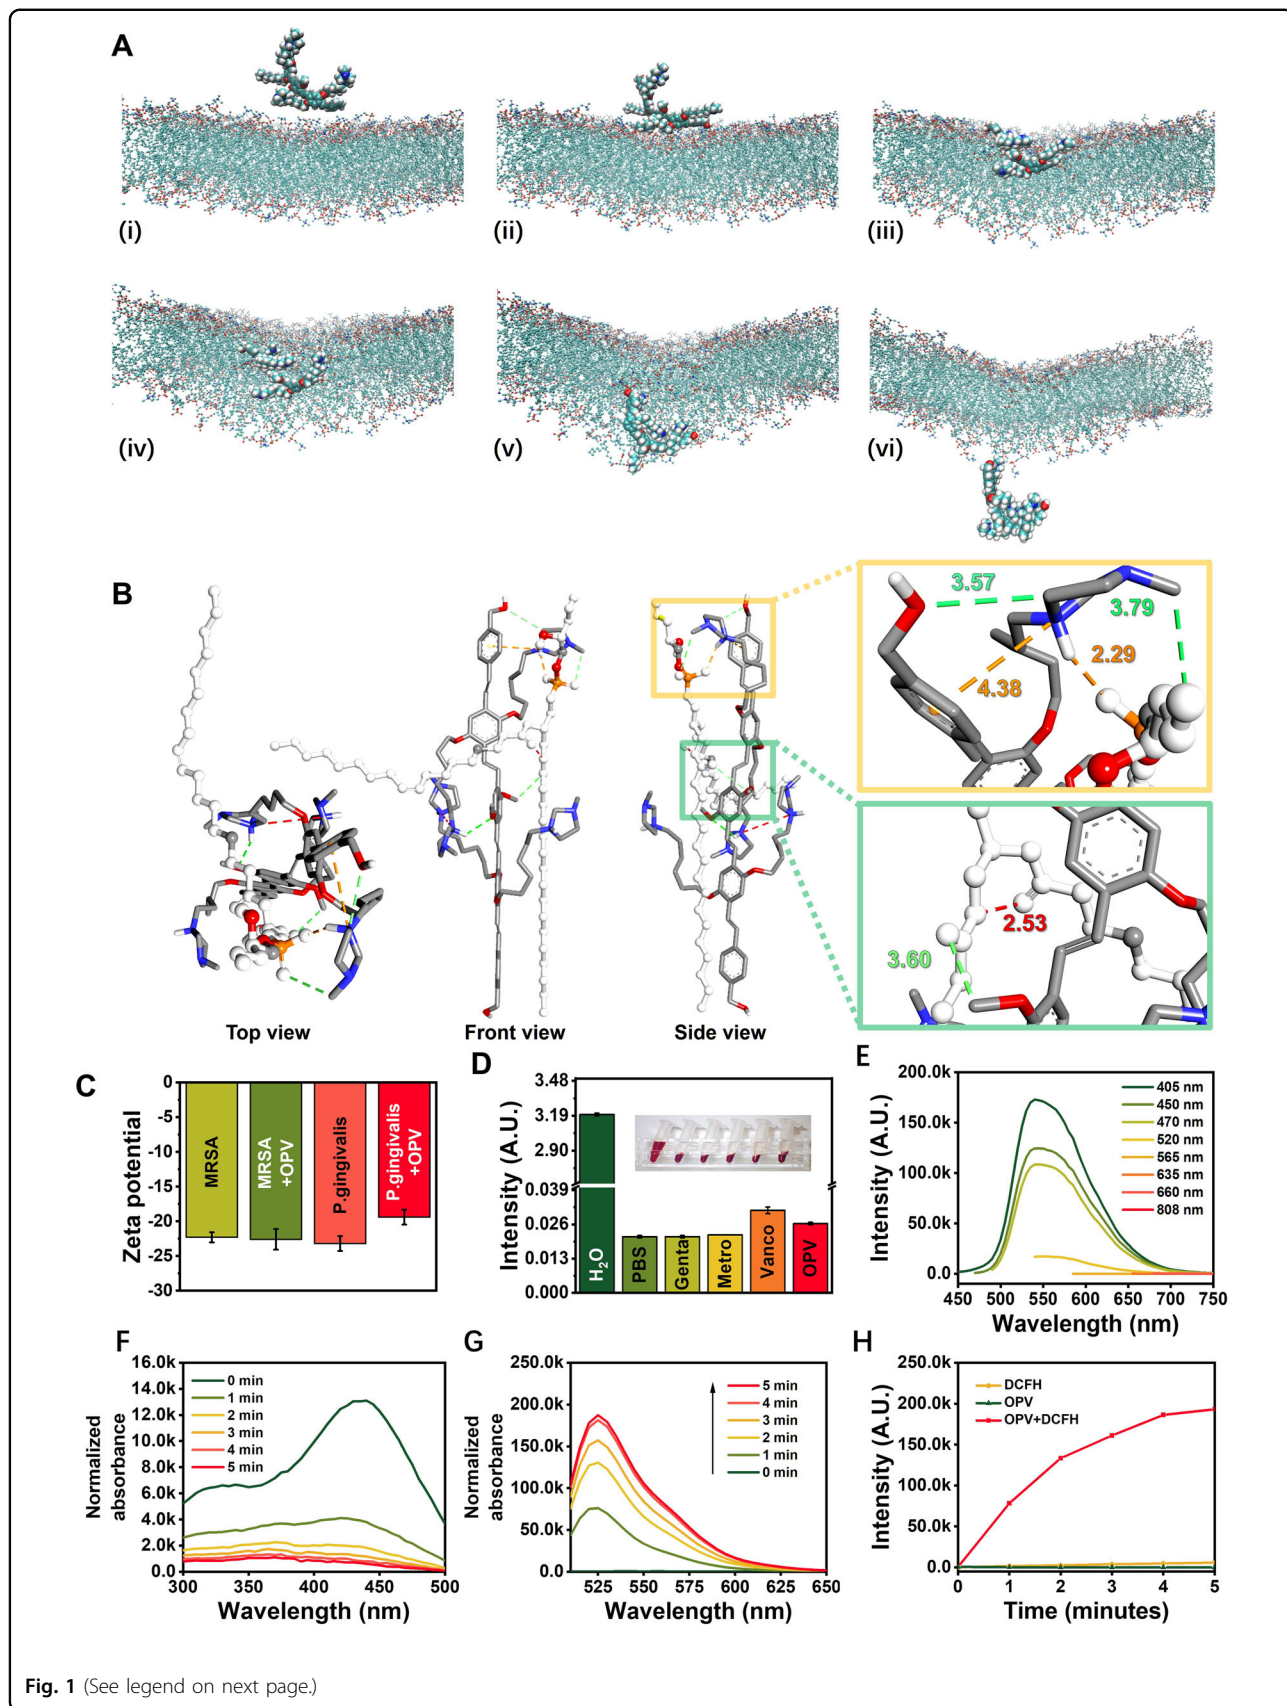 A
(i)
(ii)
(iii)
(iv)
(v)
(vi)
B
3.57
3.79
2.29
4.38
2.53
3.60
Top view
Front view
Side view
C
Zeta potential
0
-5
-10
-15
-20
-25
-30
MRSA
MRSA
+OPV
P.gingivalis
P.gingivalis
+OPV
D
Intensity (A.U.)
3.48
3.19
2.90
0.039
0.026
0.013
0.000
H2O
PBS
Genta
Metro
Vanco
OPV
E
Intensity (A.U.)
200.0k
150.0k
100.0k
50.0k
0.0
405 nm
450 nm
470 nm
520 nm
565 nm
635 nm
660 nm
808 nm
450 500 550 600 650 700 750
Wavelength (nm)
F
Normalized
absorbance
16.0k
14.0k
12.0k
10.0k
8.0k
6.0k
4.0k
2.0k
0.0
0 min
1 min
2 min
3 min
4 min
5 min
300 350 400 450 500
Wavelength (nm)
G
Normalized
absorbance
250.0k
200.0k
150.0k
100.0k
50.0k
0.0
5 min
4 min
3 min
2 min
1 min
0 min
525 550 575 600 625 650
Wavelength (nm)
H
Intensity (A.U.)
250.0k
200.0k
150.0k
100.0k
50.0k
0.0
DCFH
OPV
OPV+DCFH
0 1 2 3 4 5
Time (minutes)
Fig. 1 (See legend on next page.)